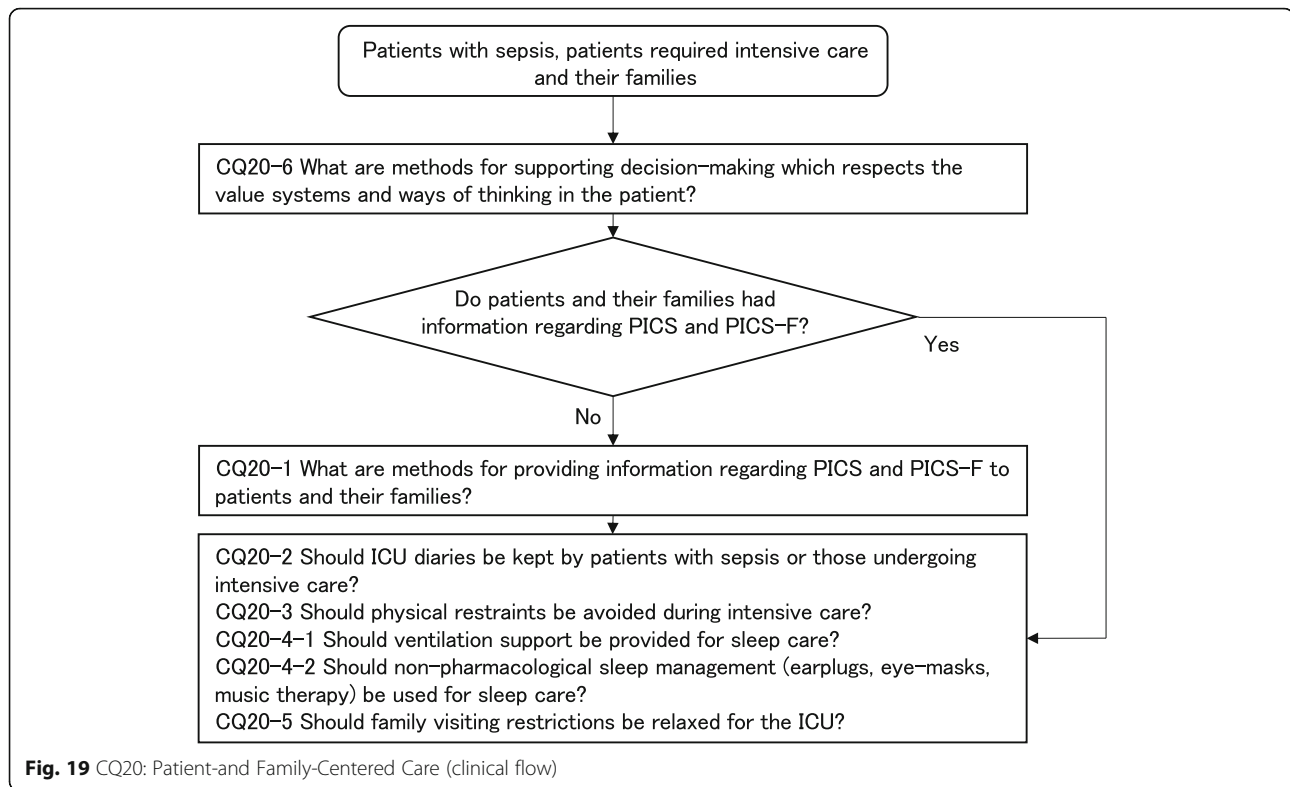 Patients with sepsis, patients required intensive care
and their families
CQ20-6 What are methods for supporting decision-making which respects the
value systems and ways of thinking in the patient?
Do patients and their families had
information regarding PICS and PICS-F?
Yes
No
CQ20-1 What are methods for providing information regarding PICS and PICS-F to
patients and their families?
CQ20-2 Should ICU diaries be kept by patients with sepsis or those undergoing
intensive care?
CQ20-3 Should physical restraints be avoided during intensive care?
CQ20-4-1 Should ventilation support be provided for sleep care?
CQ20-4-2 Should non-pharmacological sleep management (earplugs, eye-masks,
music therapy) be used for sleep care?
CQ20-5 Should family visiting restrictions be relaxed for the ICU?
Fig. 19 CQ20: Patient-and Family-Centered Care (clinical flow)